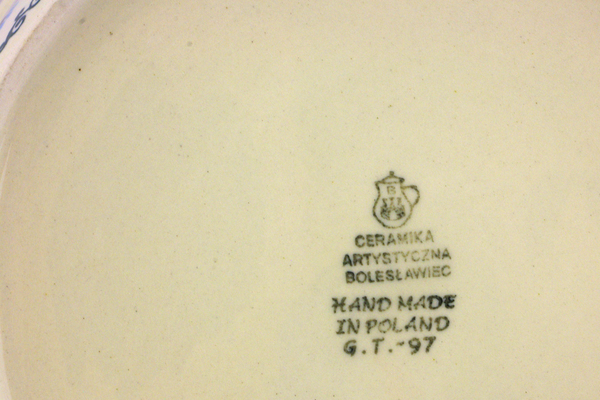 B
CERAMIKA
ARTYSTYCZNA
BOLESŁAWIEC
HAND MADE
IN POLAND
G.T.-97